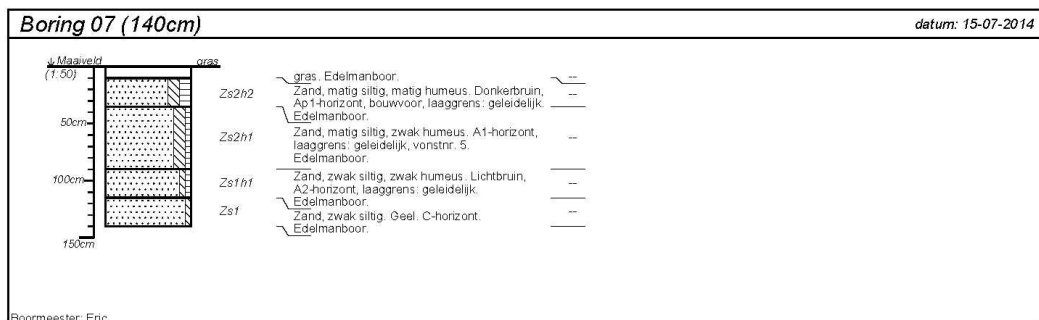 Boring 07 (140cm)
datum: 15-07-2014
↓ Maaiveld
gras
(1:50)
gras. Edelmanboor.
--
Zs2h2
Zand, matig siltig, matig humeus. Donkerbruin,
Ap1-horizont, bouwvoor, laaggrens: geleidelijk.
Edelmanboor.
--
50cm
Zs2h1
Zand, matig siltig, zwak humeus. A1-horizont,
laaggrens: geleidelijk, vonstnr. 5.
Edelmanboor.
--
100cm
Zs1h1
Zand, zwak siltig, zwak humeus. Lichtbruin,
A2-horizont, laaggrens: geleidelijk.
Edelmanboor.
--
Zs1
Zand, zwak siltig. Geel. C-horizont.
Edelmanboor.
--
150cm
Boormeester: Eric